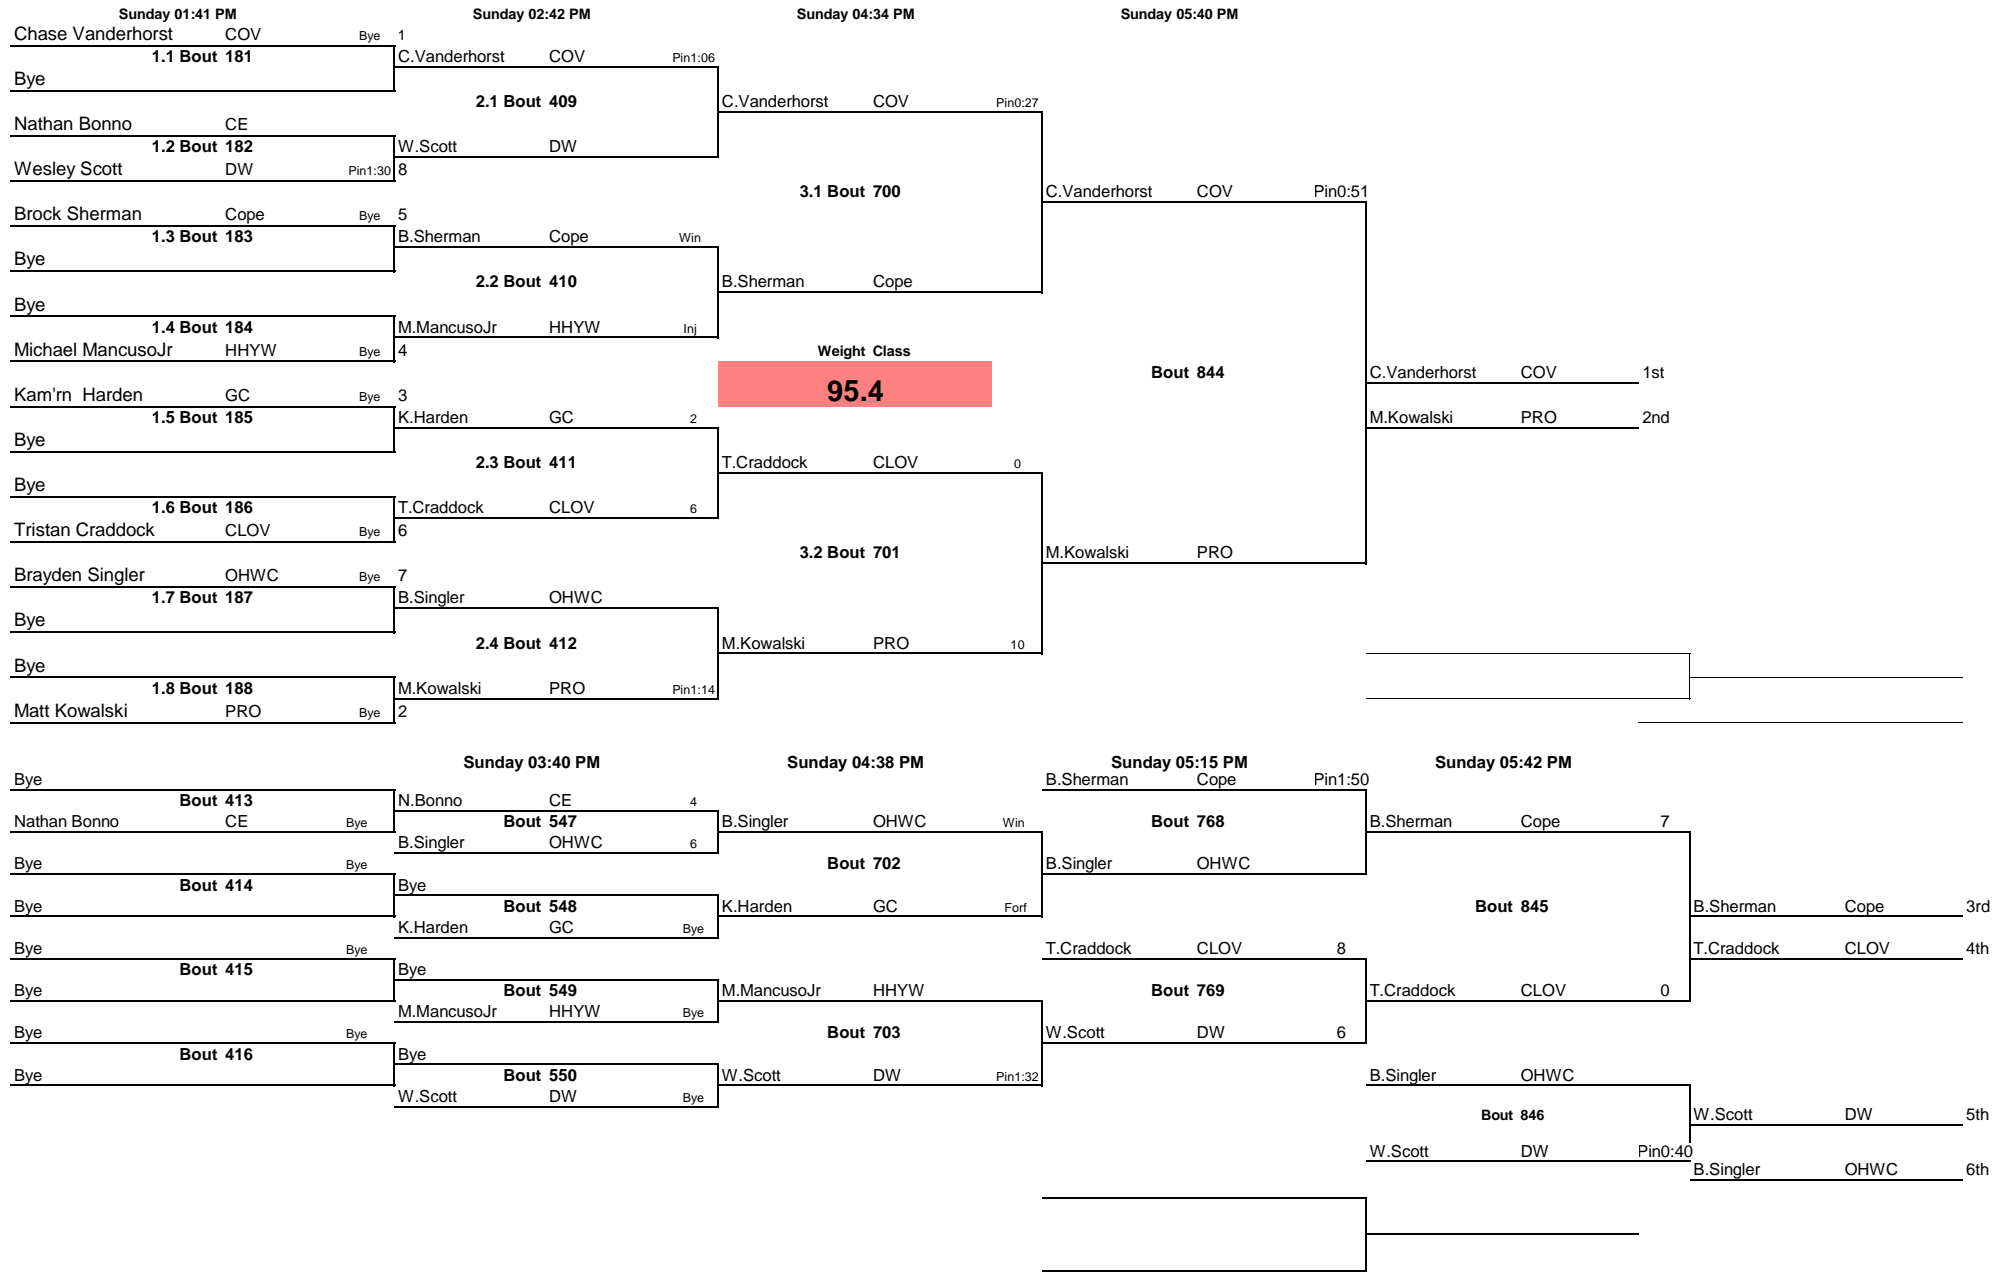 Sunday 01:41 PM Sunday 02:42 PM Sunday 04:34 PM Sunday 05:40 PM
Chase Vanderhorst COV Bye 1
1.1 Bout 181 C.Vanderhorst COV Pin1:06
Bye
2.1 Bout 409 C.Vanderhorst COV Pin0:27
Nathan Bonno CE
1.2 Bout 182 W.Scott DW
Wesley Scott DW Pin1:30 8
3.1 Bout 700 C.Vanderhorst COV Pin0:51
Brock Sherman Cope Bye 5
1.3 Bout 183 B.Sherman Cope Win
Bye
2.2 Bout 410 B.Sherman Cope
Bye
1.4 Bout 184 M.MancusoJr HHYW Inj
Michael MancusoJr HHYW Bye 4 Weight Class
Bout 844 C.Vanderhorst COV 1st
95.4
Kam'rn Harden GC Bye 3
1.5 Bout 185 K.Harden GC 2 M.Kowalski PRO 2nd
Bye
2.3 Bout 411 T.Craddock CLOV 0
Bye
1.6 Bout 186 T.Craddock CLOV 6
Tristan Craddock CLOV Bye 6
3.2 Bout 701 M.Kowalski PRO
Brayden Singler OHWC Bye 7
1.7 Bout 187 B.Singler OHWC
Bye
2.4 Bout 412 M.Kowalski PRO 10
Bye
1.8 Bout 188 M.Kowalski PRO Pin1:14
Matt Kowalski PRO Bye 2
Sunday 03:40 PM Sunday 04:38 PM Sunday 05:15 PM Sunday 05:42 PM
Bye B.Sherman Cope Pin1:50
Bout 413 N.Bonno CE 4
Nathan Bonno CE Bye Bout 547 B.Singler OHWC Win Bout 768 B.Sherman Cope 7
B.Singler OHWC 6
Bye Bye Bout 702 B.Singler OHWC
Bout 414 Bye
Bye Bout 548 K.Harden GC Forf Bout 845 B.Sherman Cope 3rd
K.Harden GC Bye
Bye Bye T.Craddock CLOV 8 T.Craddock CLOV 4th
Bout 415 Bye
Bye Bout 549 M.MancusoJr HHYW Bout 769 T.Craddock CLOV 0
M.MancusoJr HHYW Bye
Bye Bye Bout 703 W.Scott DW 6
Bout 416 Bye
Bye Bout 550 W.Scott DW Pin1:32 B.Singler OHWC
W.Scott DW Bye
Bout 846 W.Scott DW 5th
W.Scott DW Pin0:40
B.Singler OHWC 6th